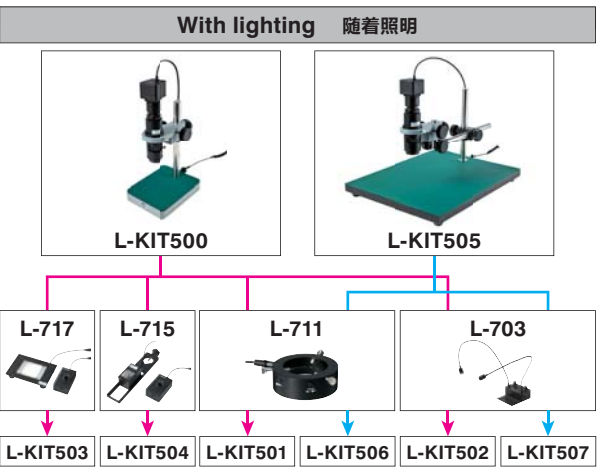 With lighting 随着照明
L-KIT500
L-KIT505
L-717
L-715
L-711
L-703
L-KIT503
L-KIT504
L-KIT501
L-KIT506
L-KIT502
L-KIT507